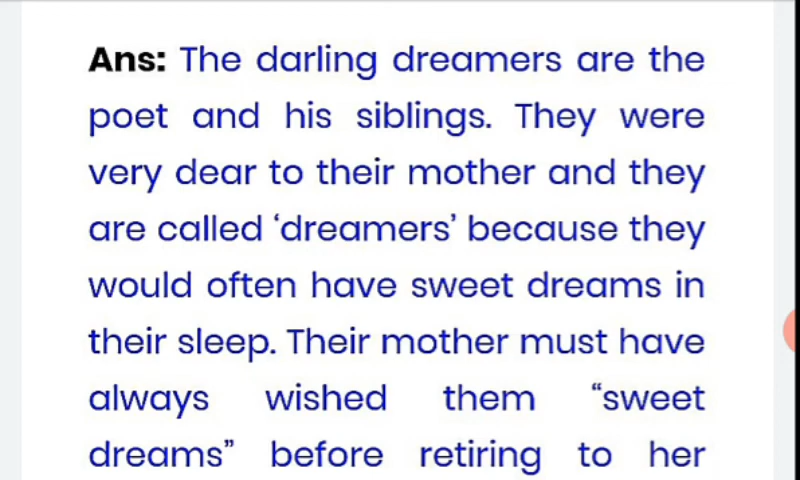 Ans: The darling dreamers are the
poet and his siblings. They were
very dear to their mother and they
are called ‘dreamers’ because they
would often have sweet dreams in
their sleep. Their mother must have
always wished them “sweet
dreams” before retiring to her